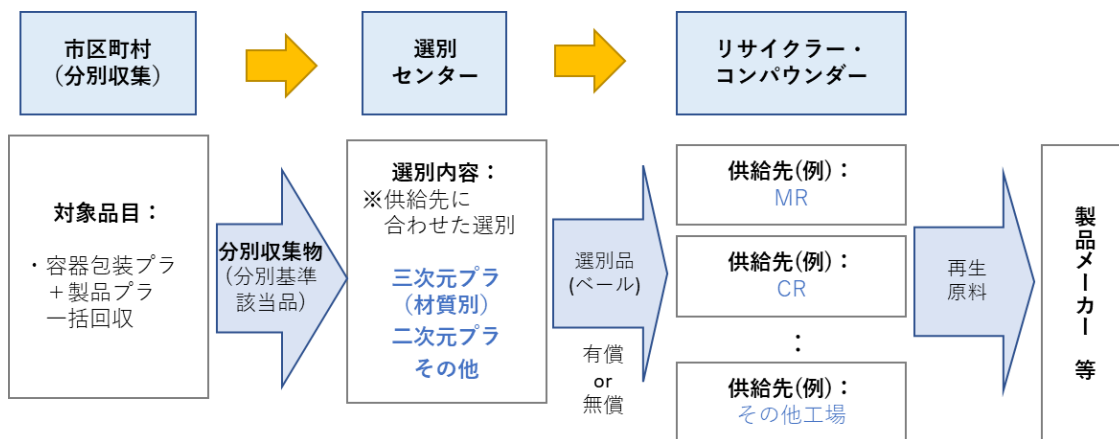 市区町村
(分別収集)
選別
センター
リサイクラー・
コンパウンダー
対象品目：
・容器包装プラ
＋製品プラ
一括回収
分別収集物
(分別基準
該当品)
選別内容：
※供給先に
合わせた選別
三次元プラ
(材質別)
二次元プラ
その他
選別品
(ベール)
有償
or
無償
供給先(例)：
MR
供給先(例)：
CR
：
供給先(例)：
その他工場
再生
原料
製品メーカー 等